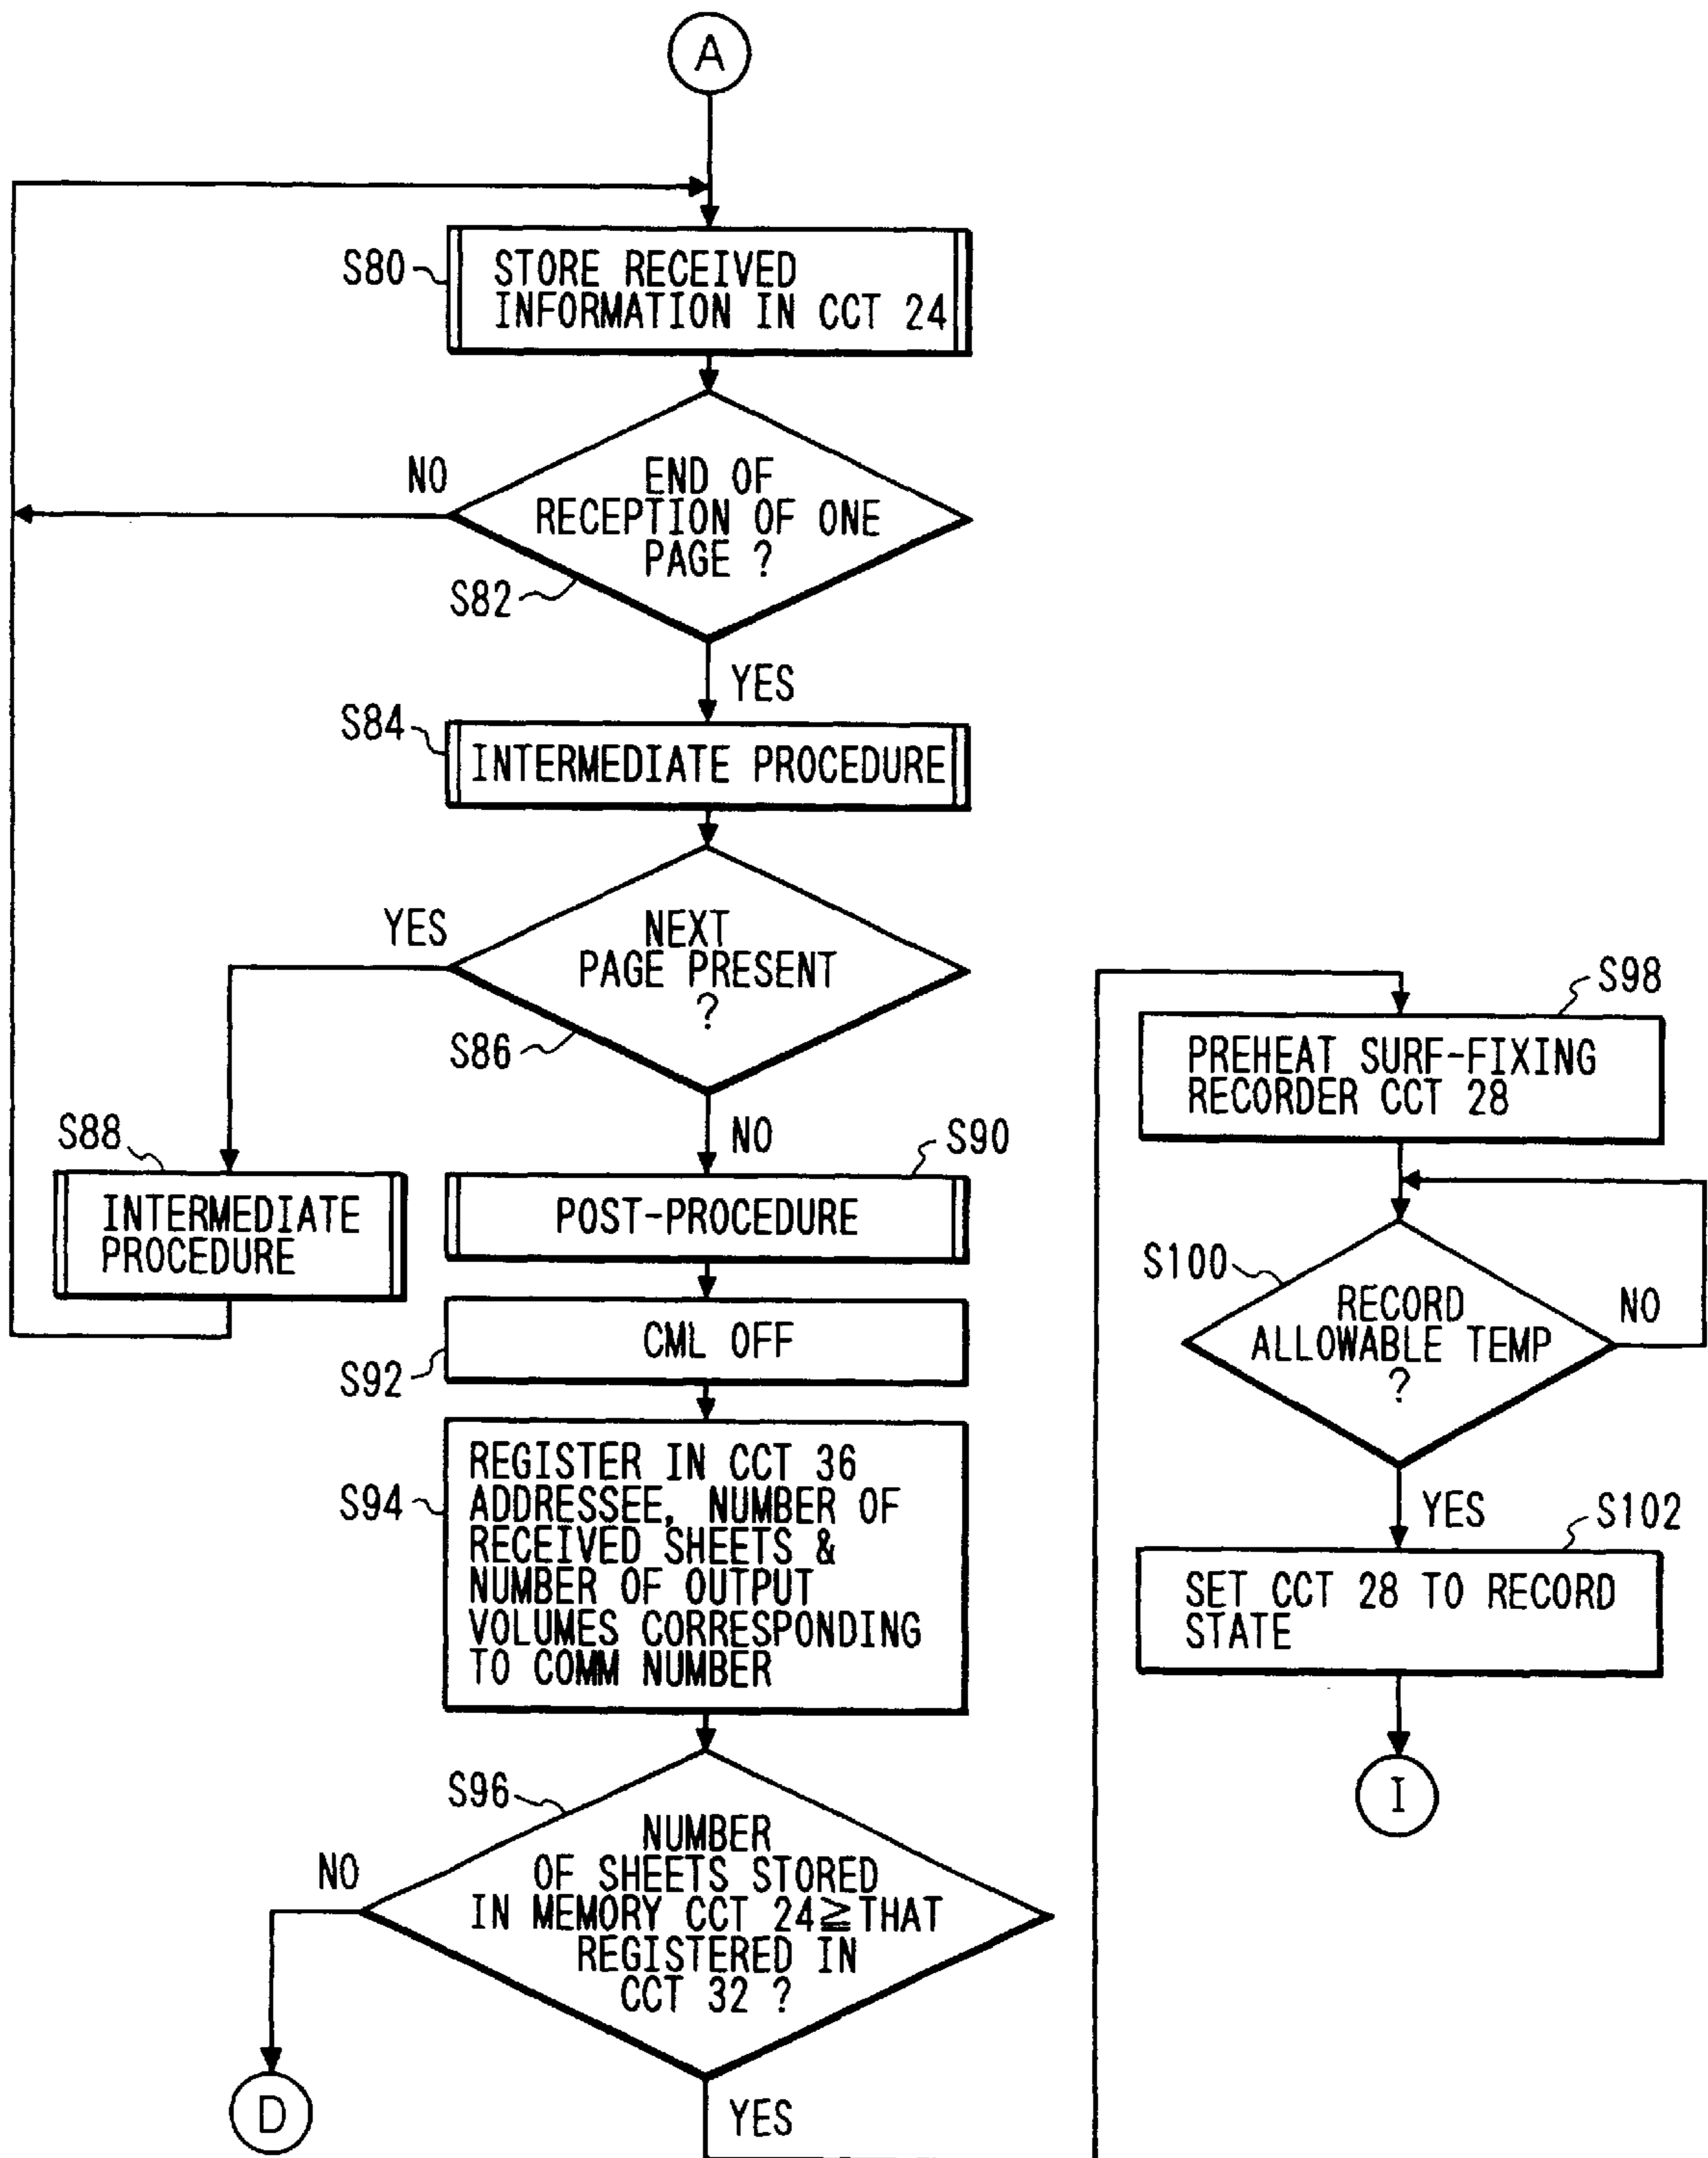 A
S80
STORE RECEIVED
INFORMATION IN CCT 24
NO
END OF
RECEPTION OF ONE
PAGE ?
S82
YES
S84
INTERMEDIATE PROCEDURE
YES
NEXT
PAGE PRESENT
?
S86
NO
S88
INTERMEDIATE
PROCEDURE
S90
POST-PROCEDURE
CML OFF
S92
S94
REGISTER IN CCT 36
ADDRESSEE, NUMBER OF
RECEIVED SHEETS &
NUMBER OF OUTPUT
VOLUMES CORRESPONDING
TO COMM NUMBER
S96
NUMBER
OF SHEETS STORED
IN MEMORY CCT 24≧THAT
REGISTERED IN
CCT 32 ?
NO
D
YES
S98
PREHEAT SURF-FIXING
RECORDER CCT 28
S100
RECORD
ALLOWABLE TEMP
?
NO
YES
S102
SET CCT 28 TO RECORD
STATE
I